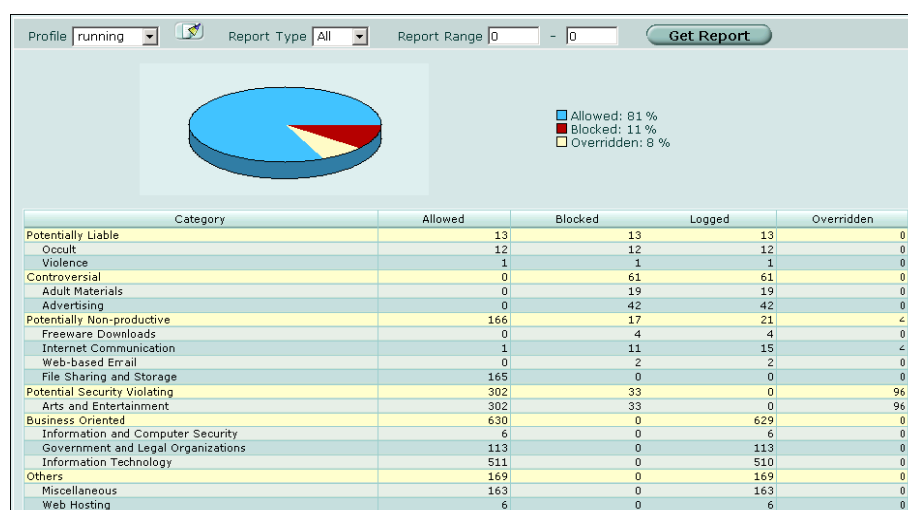 Profile running Report Type All Report Range 0 - 0 Get Report
Allowed: 81 %
Blocked: 11 %
Overridden: 8 %
Category Allowed Blocked Logged Overridden
Potentially Liable 13 13 13 0
Occult 12 12 12 0
Violence 1 1 1 0
Controversial 0 61 61 0
Adult Materials 0 19 19 0
Advertising 0 42 42 0
Potentially Non-productive 166 17 21
Freeware Downloads 0 4 4 0
Internet Communication 1 11 15
Web-based Email 0 2 2 0
File Sharing and Storage 165 0 0 0
Potential Security Violating 302 33 0 96
Arts and Entertainment 302 33 0 96
Business Oriented 630 0 629 0
Information and Computer Security 6 0 6 0
Government and Legal Organizations 113 0 113 0
Information Technology 511 0 510 0
Others 169 0 169 0
Miscellaneous 163 0 163 0
Web Hosting 6 0 6 0